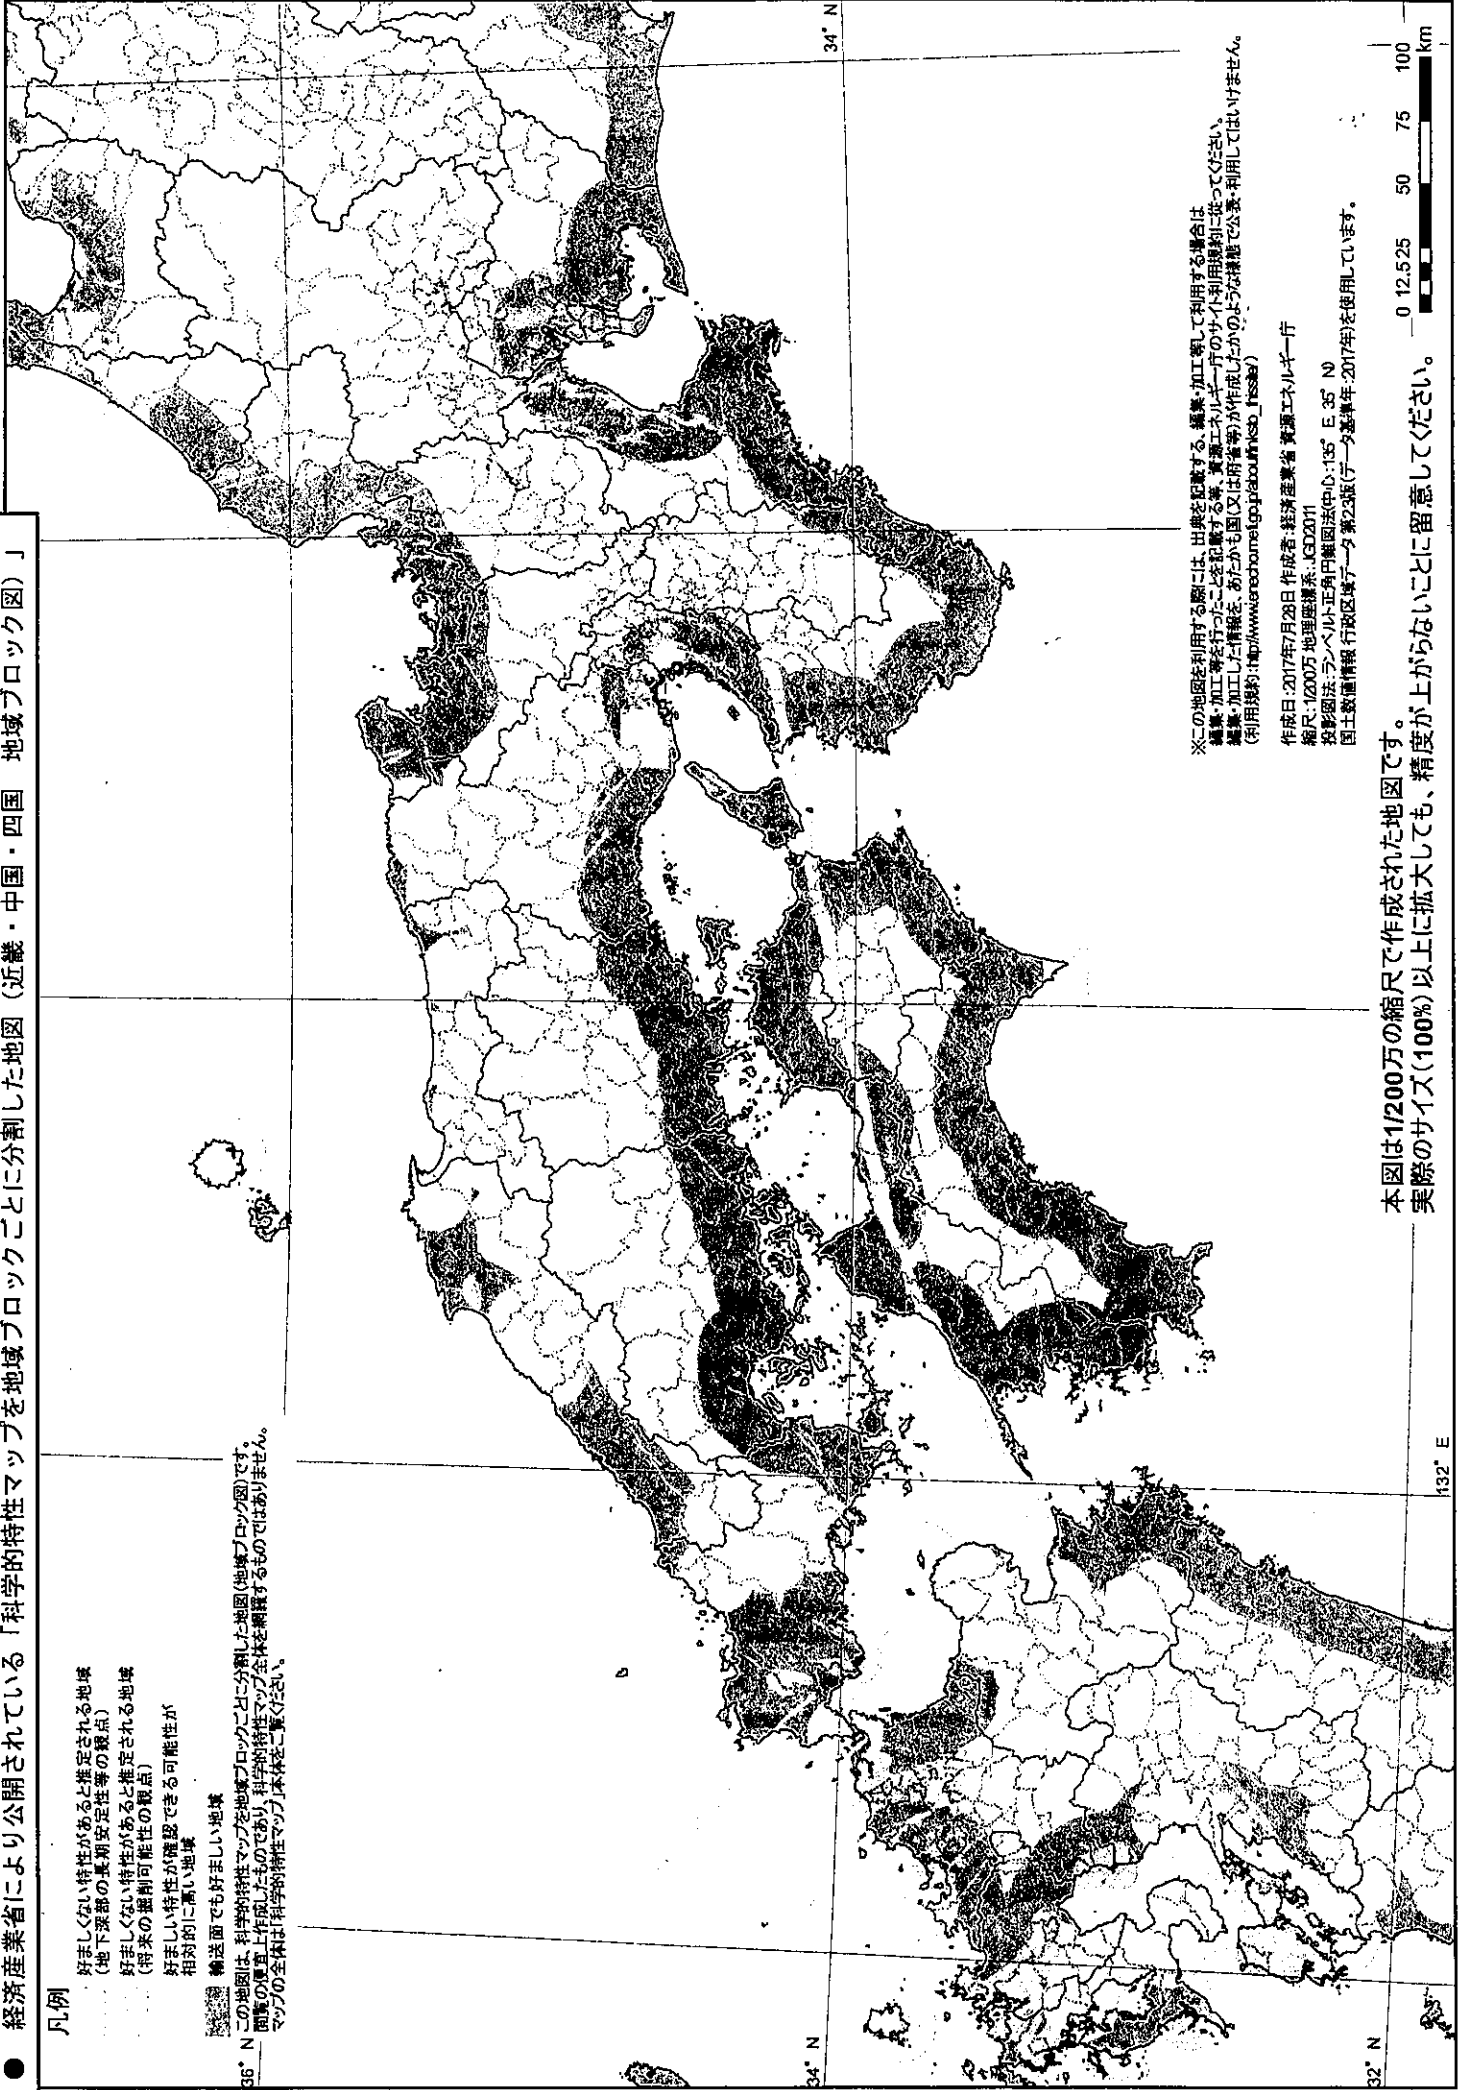 ● 経済産業省により公開されている「科学的特性マップを地域ブロックごとに分割した地図（近畿・中国・四国　地域ブロック図）」
凡例
好ましくない特性があると推定される地域
（地下深部の長期安定性等の観点）
好ましくない特性があると推定される地域
（将来の掘削可能性の観点）
好ましい特性が確認できる可能性が
相対的に高い地域
輸送面でも好ましい地域
この地図は、科学的特性マップを地域ブロックごとに分割した地図(地域ブロック図)です。
閲覧の便宜上作成したものであり、科学的特性マップ全体を網羅するものではありません。
マップの全体は「科学的特性マップ」本体をご覧ください。
36° N
34° N
32° N
132° E
34° N
※この地図を利用する際には、出典を記載する、編集・加工等して利用する場合は
編集・加工等を行ったことを記載する等、資源エネルギー庁のサイト利用規約に従ってください。
編集・加工した情報を、あたかも国(又は府省等)が作成したかのような様態で公表・利用してはいけません。
作成日:2017年7月28日 作成者:経済産業省 資源エネルギー庁
縮尺:1/200万 地理座標系:JGD2011
投影図法:ランベルト正角円錐図法(中心:135° E, 35° N)
国土数値情報 行政区域データ 第2.3版(データ基準年:2017年)を使用しています。
0 12.525 50 75 100
km
本図は1/200万の縮尺で作成された地図です。
実際のサイズ(100%)以上に拡大しても、精度が上がらないことに留意してください。